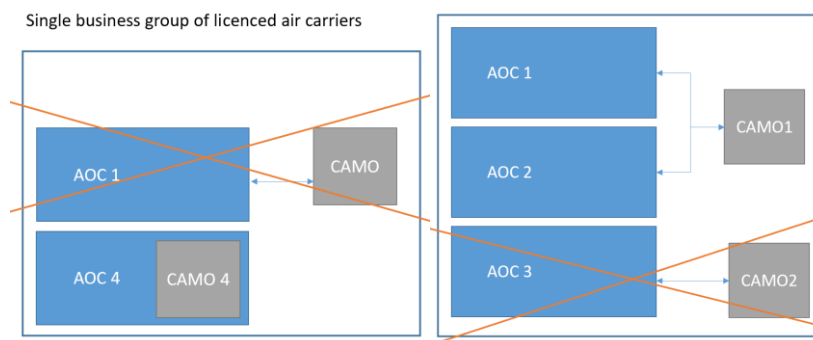 Single business group of licenced air carriers
AOC 1
CAMO
AOC 4
CAMO 4
AOC 1
CAMO1
AOC 2
AOC 3
CAMO2